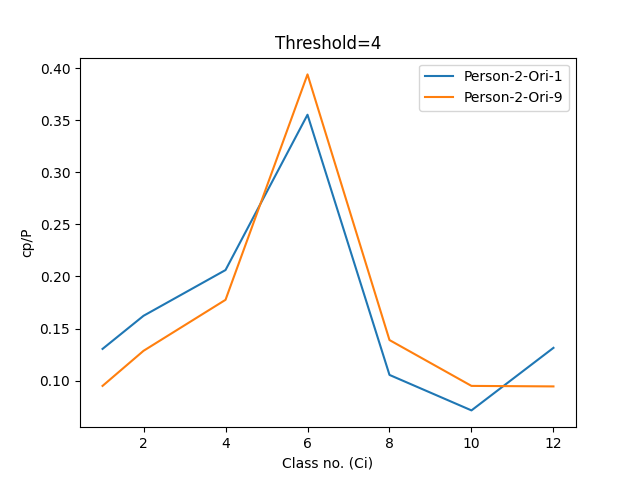 Threshold=4
Person-2-Ori-1
Person-2-Ori-9
cp/P
0.40
0.35
0.30
0.25
0.20
0.15
0.10
2 4 6 8 10 12
Class no. (Ci)